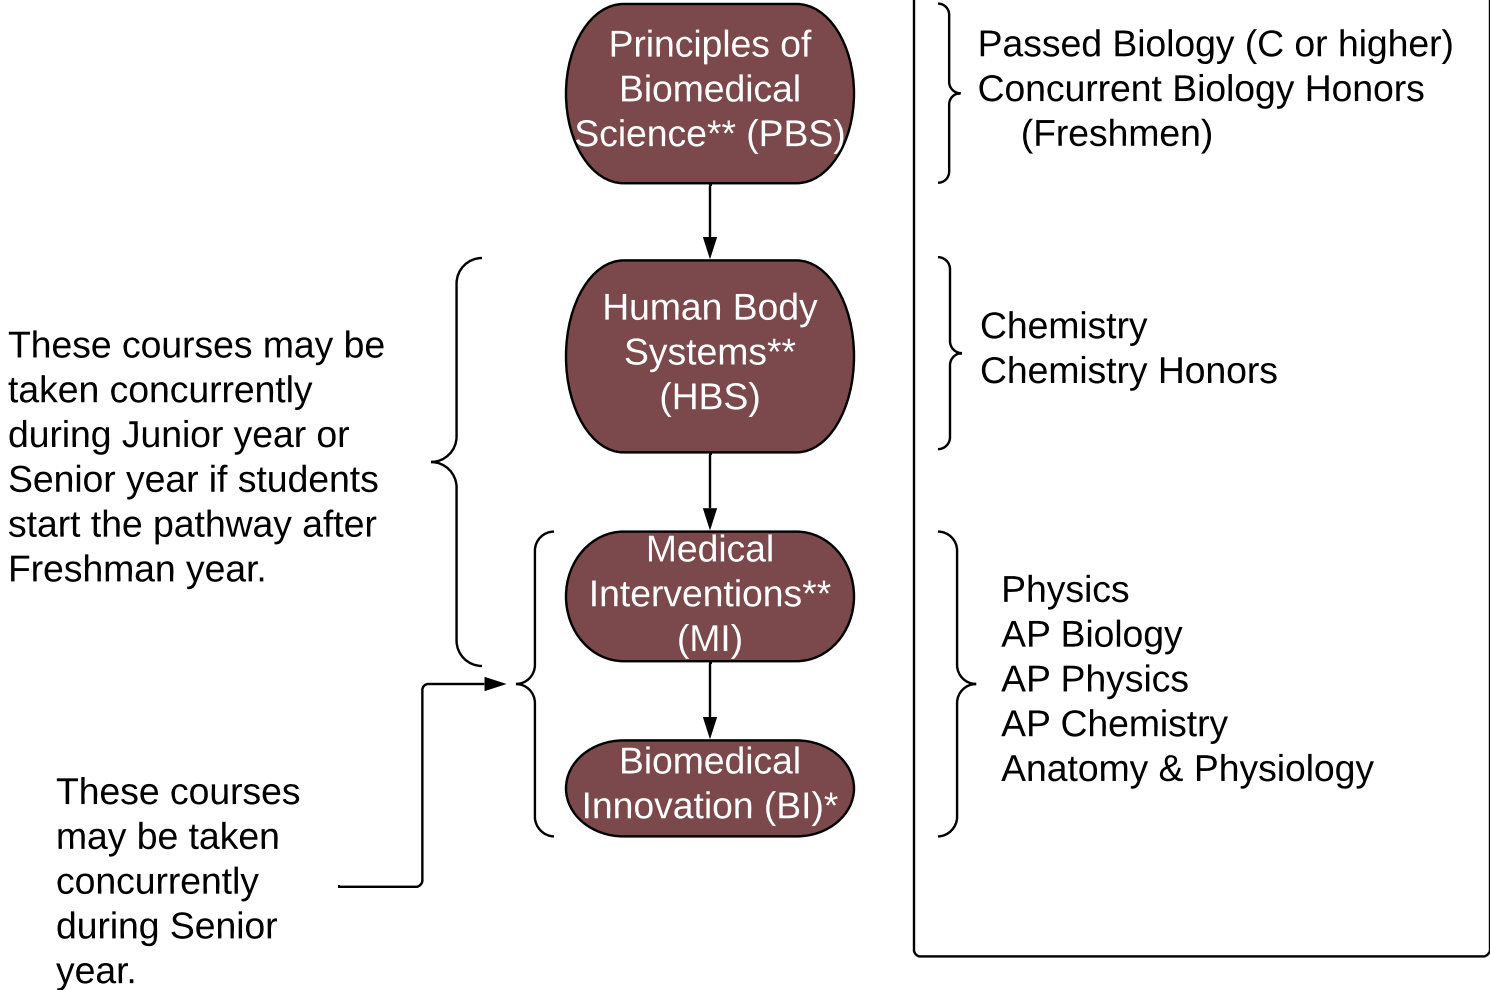 Principles of
Biomedical
Science** (PBS)
Passed Biology (C or higher)
Concurrent Biology Honors
(Freshmen)
Human Body
Systems**
(HBS)
Chemistry
Chemistry Honors
These courses may be
taken concurrently
during Junior year or
Senior year if students
start the pathway after
Freshman year.
Medical
Interventions**
(MI)
Biomedical
Innovation (BI)*
Physics
AP Biology
AP Physics
AP Chemistry
Anatomy & Physiology
These courses
may be taken
concurrently
during Senior
year.